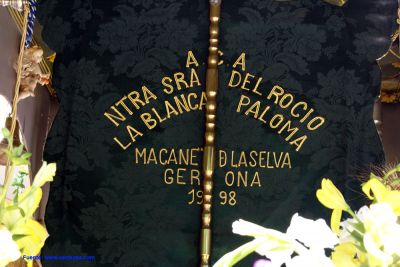 A.C.A
NTRA SRA DEL ROCIO
LA BLANCA PALOMA
MACANET D LA SELVA
GERONA
1998